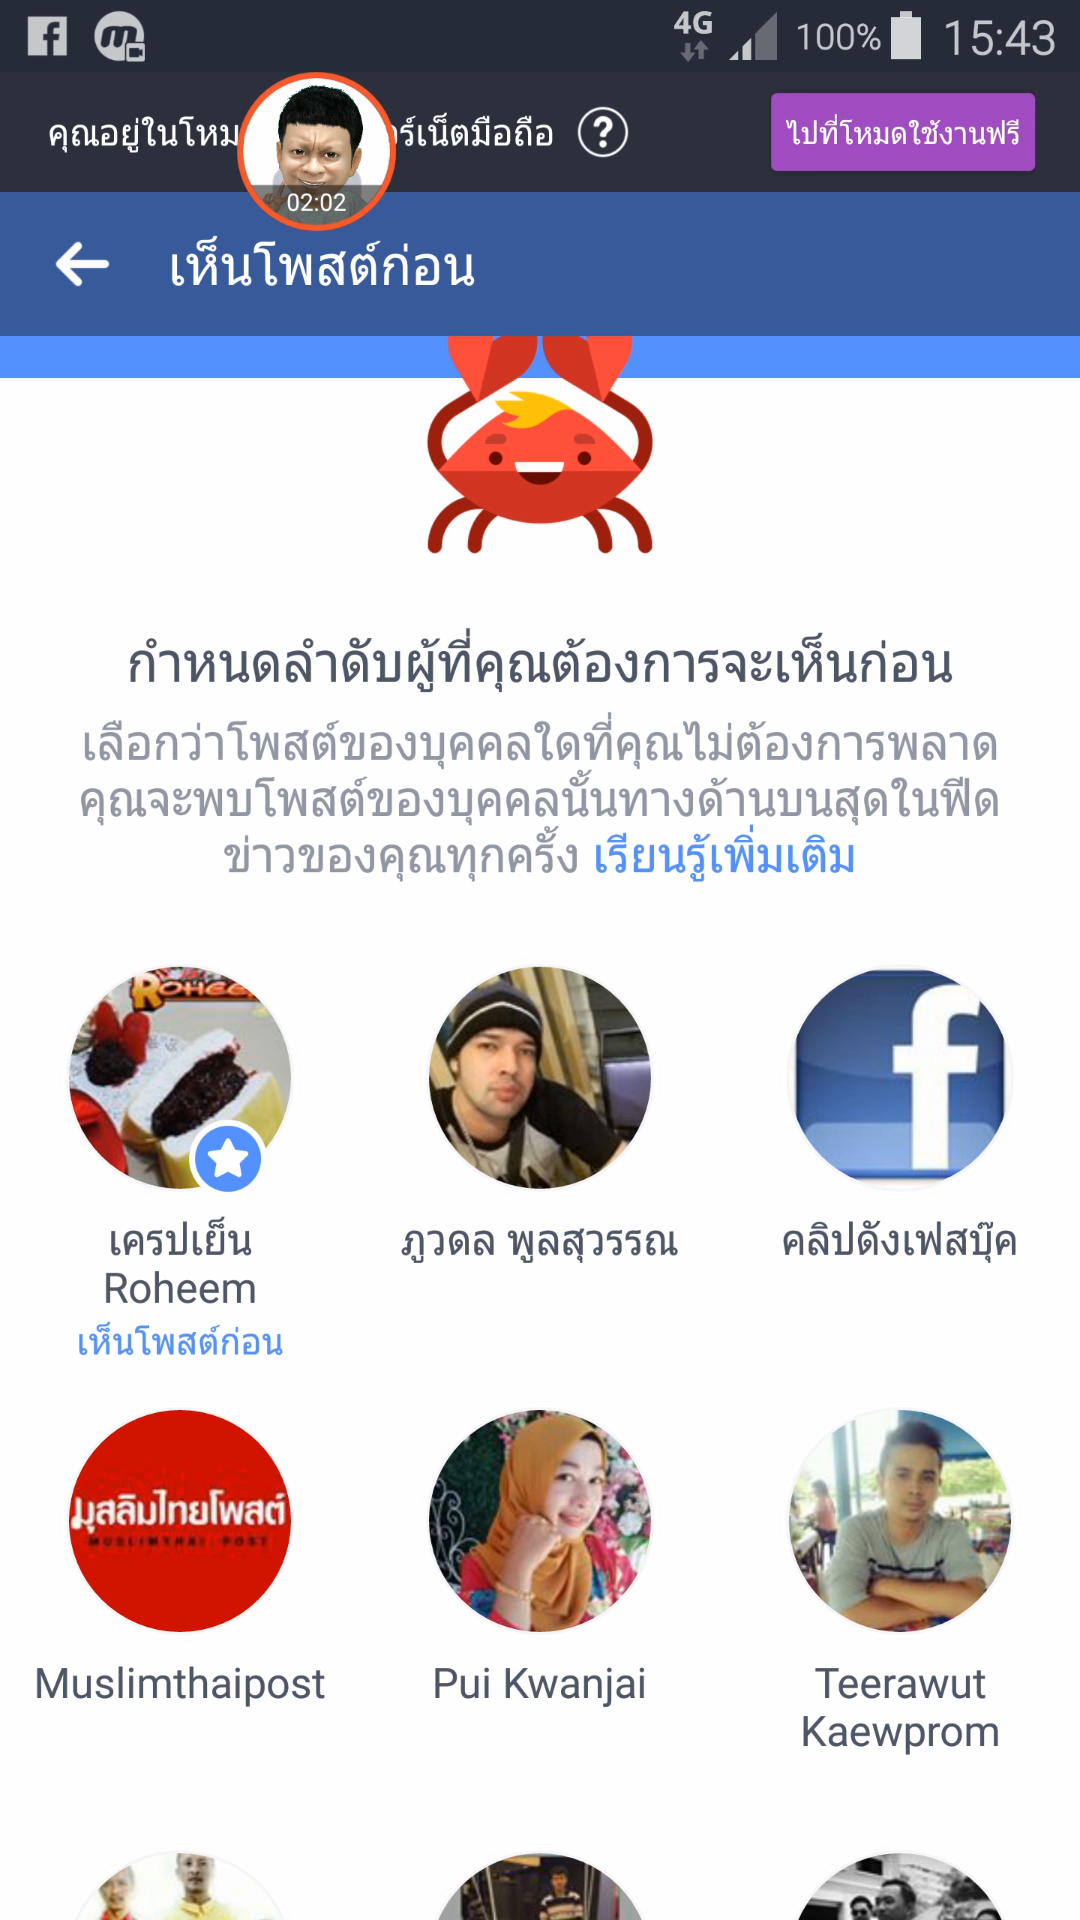 4G
100%
15:43
คุณอยู่ในโหม
อร์เน็ตมือถือ
?
ไปที่โหมดใช้งานฟรี
02:02
เห็นโพสต์ก่อน
กำหนดลำดับผู้ที่คุณต้องการจะเห็นก่อน
เลือกว่าโพสต์ของบุคคลใดที่คุณไม่ต้องการพลาด
คุณจะพบโพสต์ของบุคคลนั้นทางด้านบนสุดในฟีด
ข่าวของคุณทุกครั้ง เรียนรู้เพิ่มเติม
ROHEE
f
เครปเย็น
Roheem
เห็นโพสต์ก่อน
ภูวดล พูลสุวรรณ
คลิปดังเฟสบุ๊ค
มุสลิมไทยโพสต์
MUSLIMTHAI POST
Muslimthaipost
Pui Kwanjai
Teerawut
Kaewprom